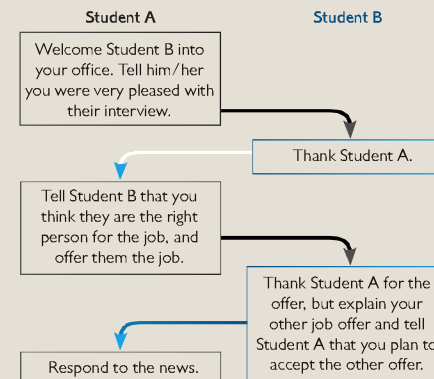 Student A
Student B
Welcome Student B into
your office. Tell him/her
you were very pleased with
their interview.
Thank Student A.
Tell Student B that you
think they are the right
person for the job, and
offer them the job.
Thank Student A for the
offer, but explain your
other job offer and tell
Student A that you plan to
accept the other offer.
Respond to the news.